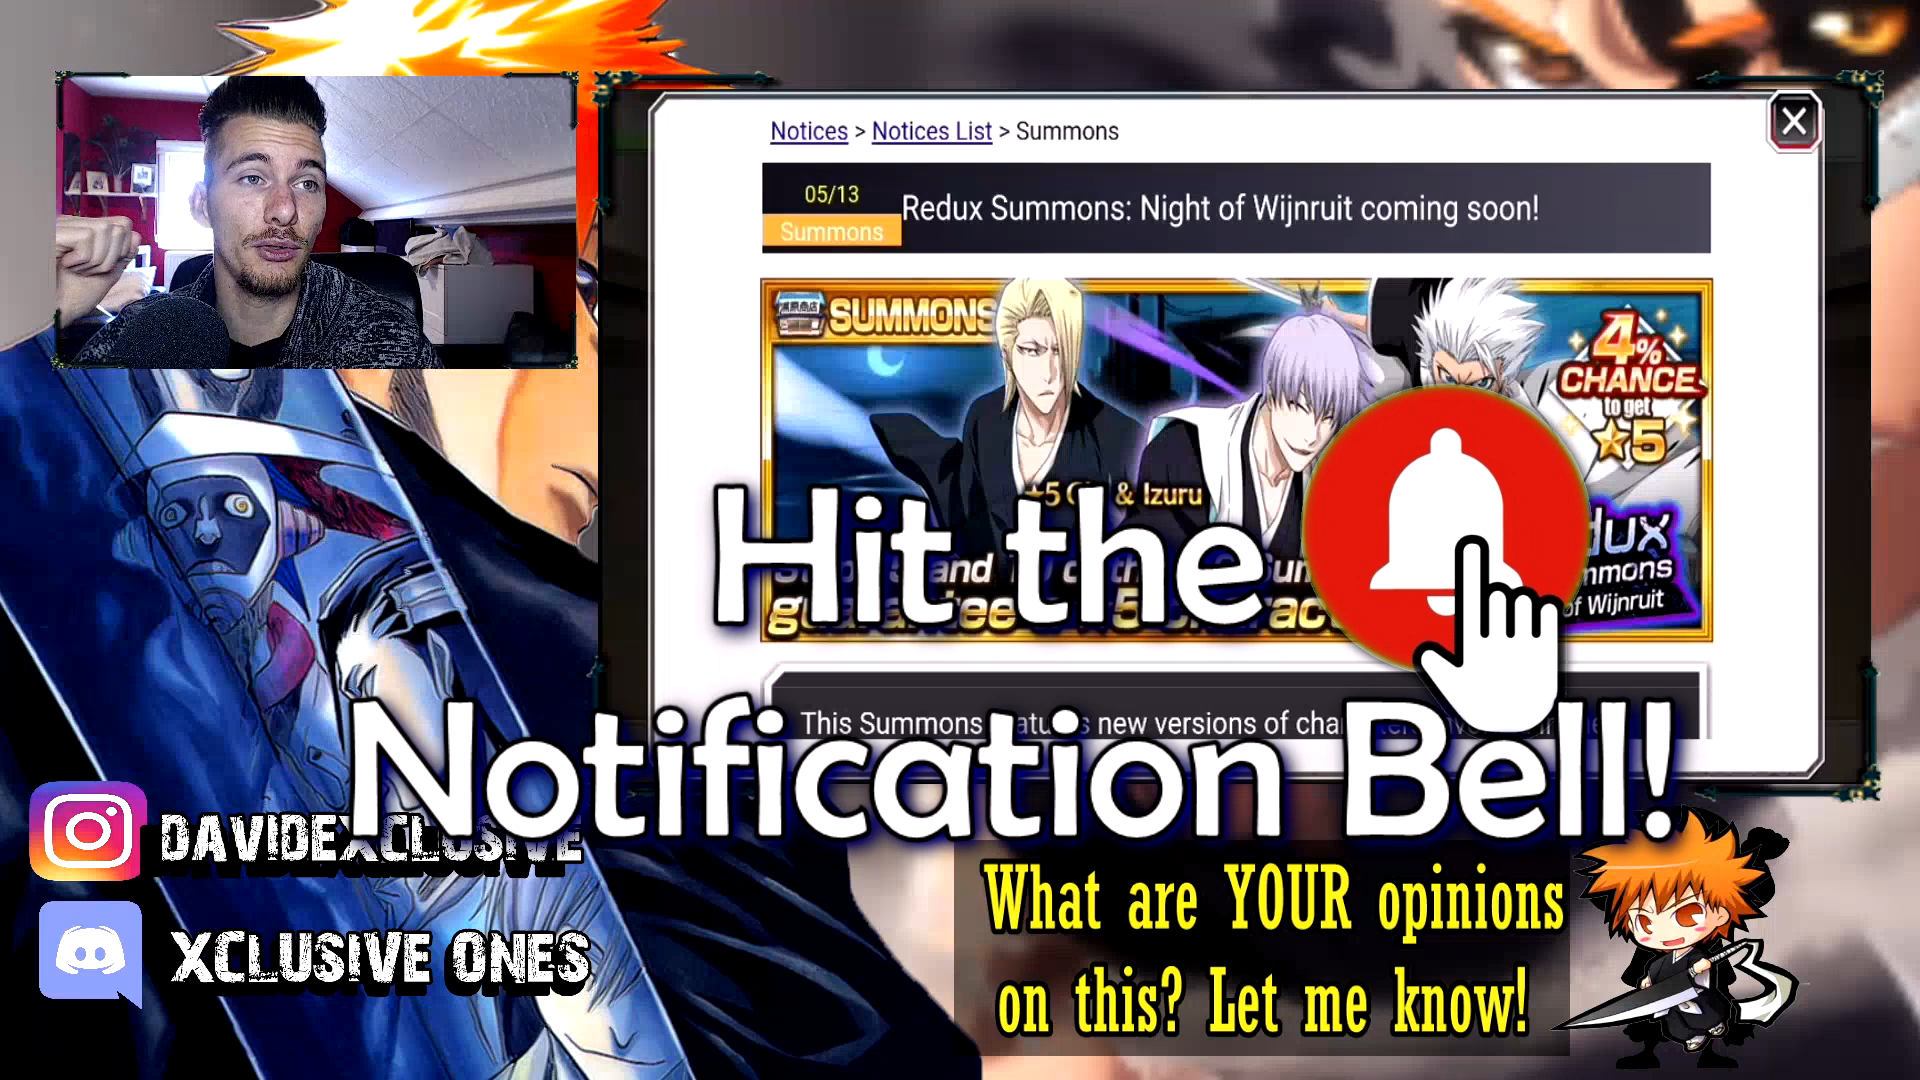 Notices > Notices List > Summons
05/13
Summons
Redux Summons: Night of Wijnruit coming soon!
SUMMONS
4%
CHANCE
to get
★5
& Izuru
Hit the
and
of Wijnruit
This Summons new versions of
Notification Bell!
DAVIDEXCLUSIVE
XCLUSIVE ONES
What are YOUR opinions
on this? Let me know!